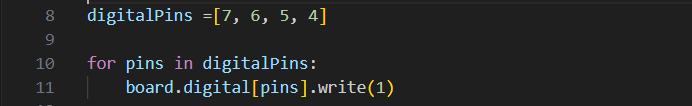 8 digitalPins =[7, 6, 5, 4]
9
10 for pins in digitalPins:
11     board.digital[pins].write(1)